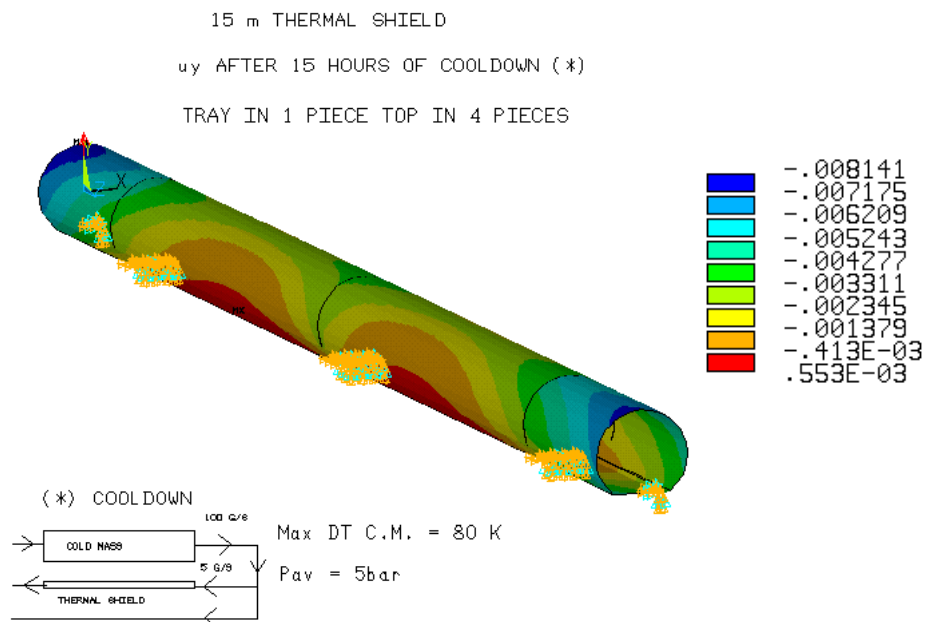 15 m THERMAL SHIELD
uy AFTER 15 HOURS OF COOLDOWN (*)
TRAY IN 1 PIECE TOP IN 4 PIECES
X
-.008141
-.007175
-.006209
-.005243
-.004277
-.003311
-.002345
-.001379
-.413E-03
.553E-03
(*) COOLDOWN
100 G/S
COLD MASS
5 G/S
THERMAL SHIELD
Max DT C.M. = 80 K
Pav = 5bar